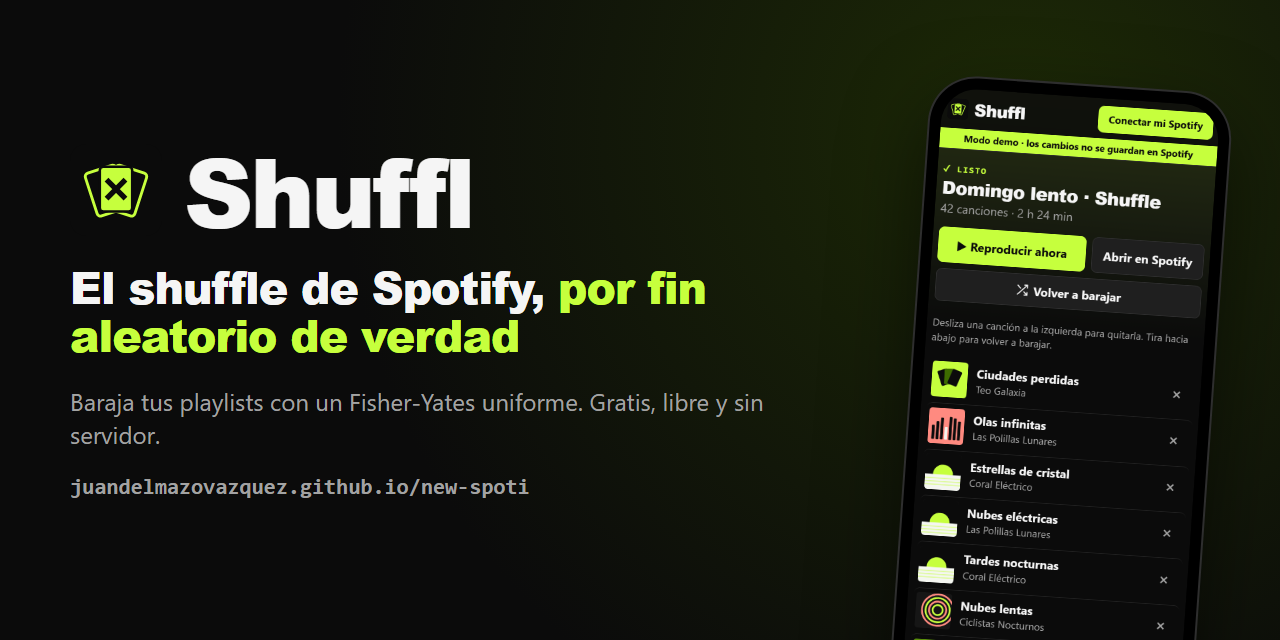 Shuffl
El shuffle de Spotify, por fin
aleatorio de verdad
Baraja tus playlists con un Fisher-Yates uniforme. Gratis, libre y sin
servidor.
juandelmazovazquez.github.io/new-spoti
Shuffl
Conectar mi Spotify
Modo demo · los cambios no se guardan en Spotify
✓ LISTO
Domingo lento · Shuffle
42 canciones · 2 h 24 min
▶ Reproducir ahora
Abrir en Spotify
Volver a barajar
Desliza una canción a la izquierda para quitarla. Tira hacia
abajo para volver a barajar.
Ciudades perdidas
Teo Galaxia
Olas infinitas
Las Polillas Lunares
Estrellas de cristal
Coral Eléctrico
Nubes eléctricas
Las Polillas Lunares
Tardes nocturnas
Coral Eléctrico
Nubes lentas
Ciclistas Nocturnos